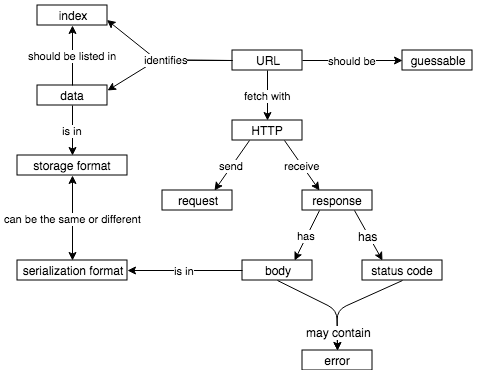 index
should be listed in
identifies
URL
should be
guessable
data
fetch with
is in
HTTP
storage format
send
receive
request
response
can be the same or different
has
has
serialization format
is in
body
status code
may contain
error